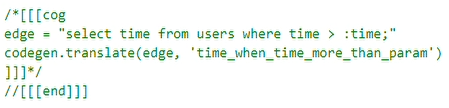 /*[[[cog
edge = "select time from users where time > :time;"
codegen.translate(edge, 'time_when_time_more_than_param')
]]]*/
//[[[end]]]